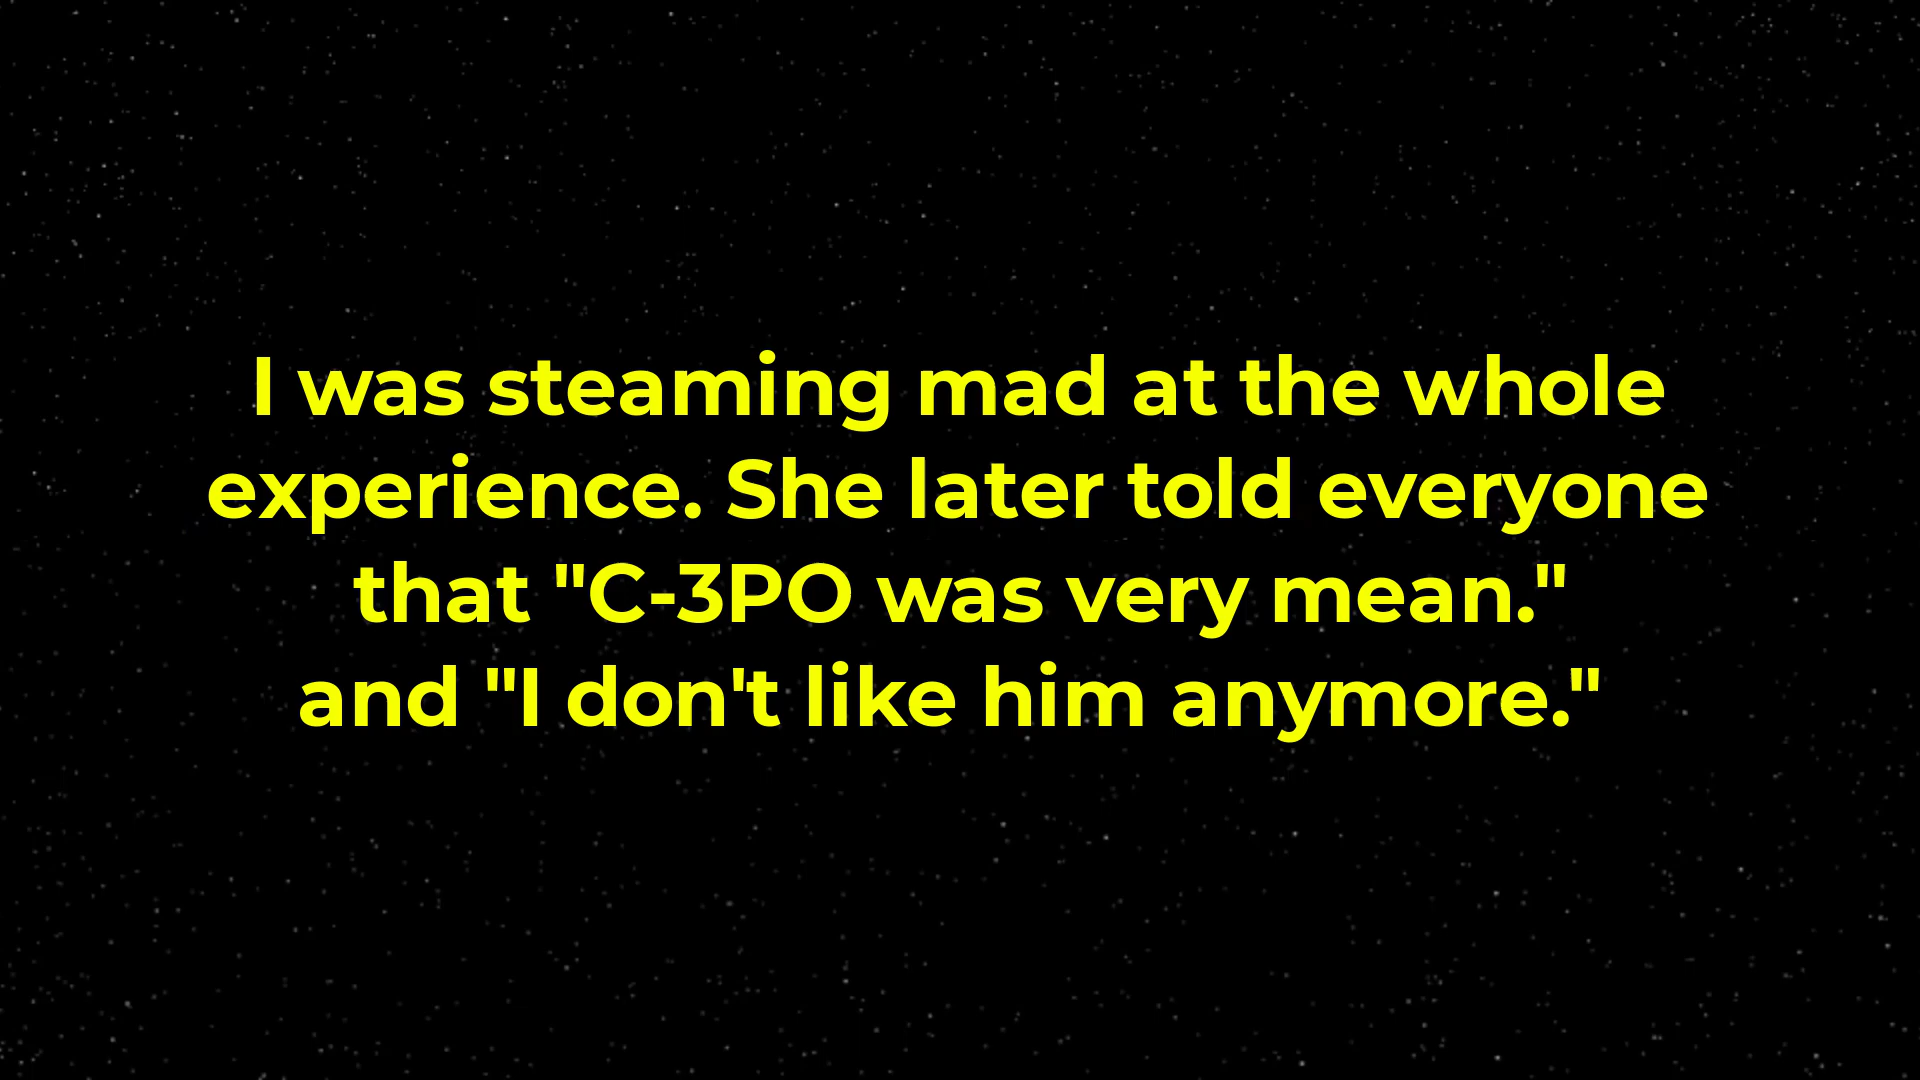 I was steaming mad at the whole
experience. She later told everyone
that "C-3PO was very mean."
and "I don't like him anymore."